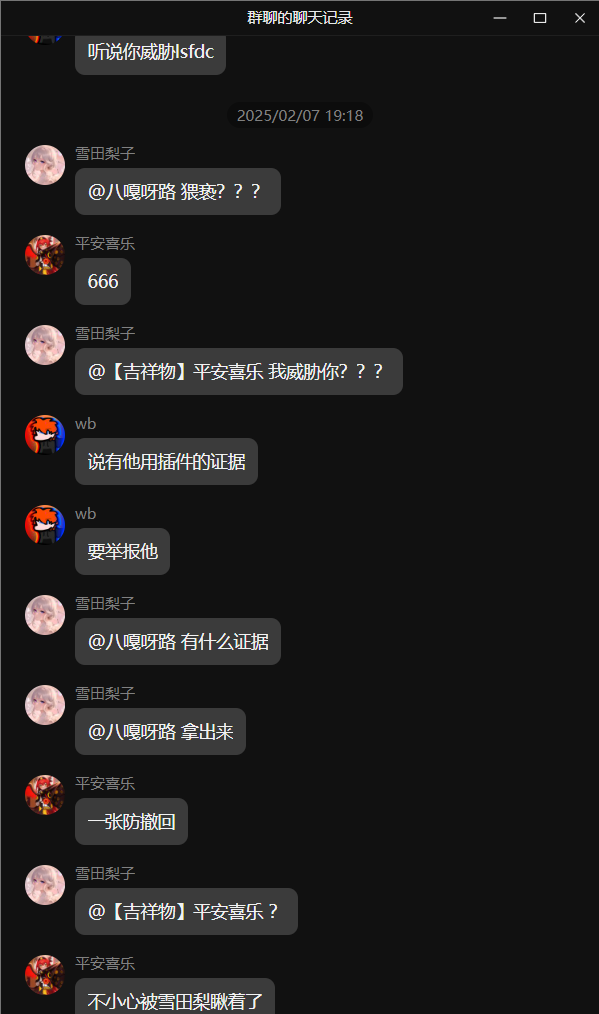 群聊的聊天记录
听说你威胁lsfdc
2025/02/07 19:18
雪田梨子
@八嘎呀路 猥亵？？？
平安喜乐
666
雪田梨子
@【吉祥物】平安喜乐 我威胁你？？？
wb
说有他用插件的证据
wb
要举报他
雪田梨子
@八嘎呀路 有什么证据
雪田梨子
@八嘎呀路 拿出来
平安喜乐
一张防撤回
雪田梨子
@【吉祥物】平安喜乐 ？
平安喜乐
不小心被雪田梨瞅着了